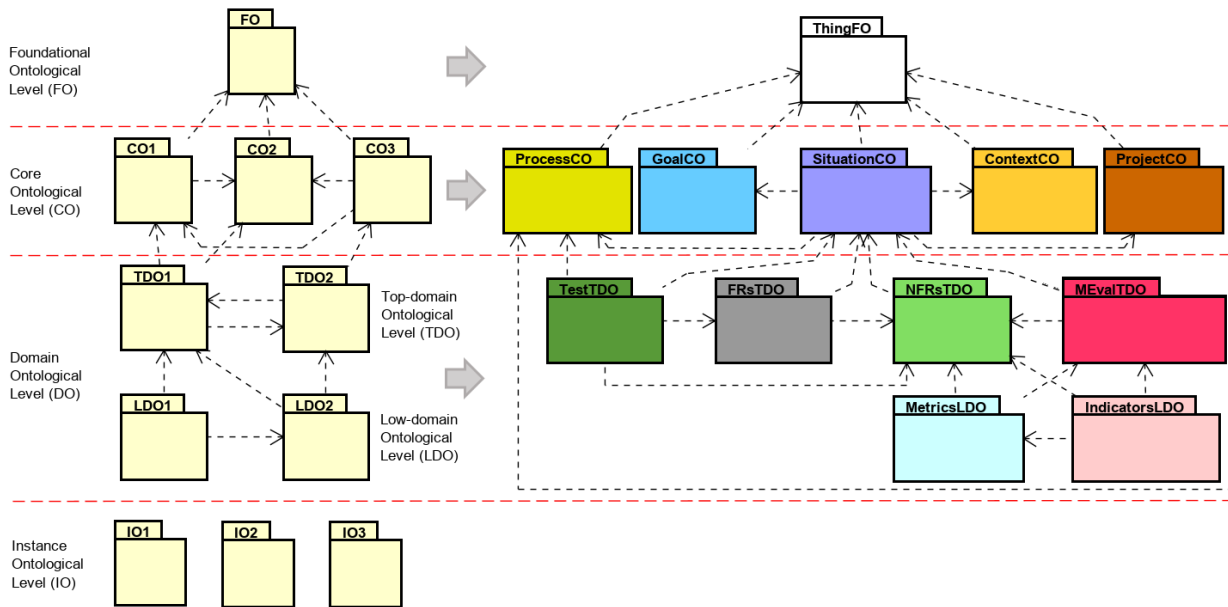 FO
ThingFO
Foundational
Ontological
Level (FO)
CO1
CO2
CO3
ProcessCO
GoalCO
SituationCO
ContextCO
ProjectCO
Core
Ontological
Level (CO)
TDO1
TDO2
Top-domain
Ontological
Level (TDO)
TestTDO
FRsTDO
NFRsTDO
MEvalTDO
Domain
Ontological
Level (DO)
LDO1
LDO2
Low-domain
Ontological
Level (LDO)
MetricsLDO
IndicatorsLDO
Instance
Ontological
Level (IO)
IO1
IO2
IO3